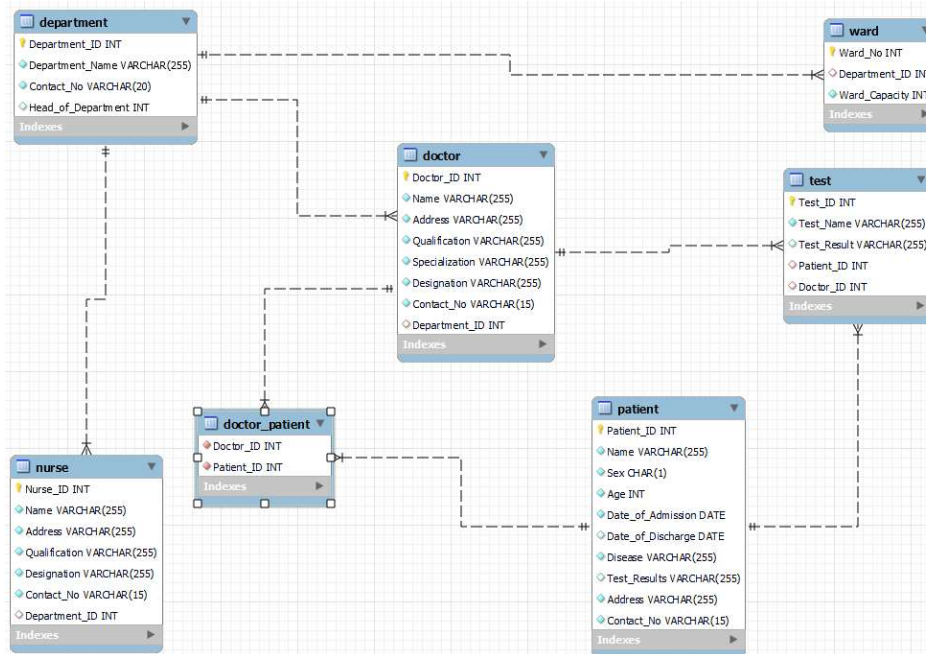 department
Department_ID INT
Department_Name VARCHAR(255)
Contact_No VARCHAR(20)
Head_of_Department INT
Indexes
ward
Ward_No INT
Department_ID INT
Ward_Capacity INT
Indexes
doctor
Doctor_ID INT
Name VARCHAR(255)
Address VARCHAR(255)
Qualification VARCHAR(255)
Specialization VARCHAR(255)
Designation VARCHAR(255)
Contact_No VARCHAR(15)
Department_ID INT
Indexes
test
Test_ID INT
Test_Name VARCHAR(255)
Test_Result VARCHAR(255)
Patient_ID INT
Doctor_ID INT
Indexes
doctor_patient
Doctor_ID INT
Patient_ID INT
Indexes
patient
Patient_ID INT
Name VARCHAR(255)
Sex CHAR(1)
Age INT
Date_of_Admission DATE
Date_of_Discharge DATE
Disease VARCHAR(255)
Test_Results VARCHAR(255)
Address VARCHAR(255)
Contact_No VARCHAR(15)
Indexes
nurse
Nurse_ID INT
Name VARCHAR(255)
Address VARCHAR(255)
Qualification VARCHAR(255)
Designation VARCHAR(255)
Contact_No VARCHAR(15)
Department_ID INT
Indexes